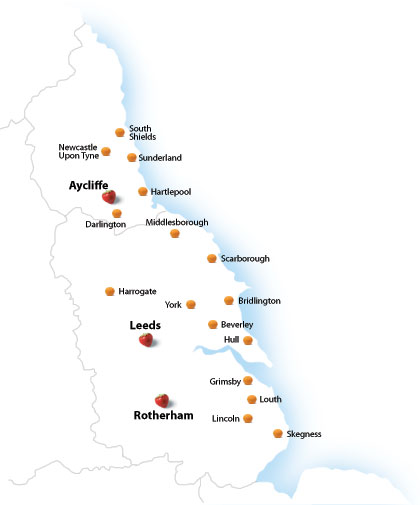 South
Shields
Newcastle
Upon Tyne
Sunderland
Aycliffe
Hartlepool
Darlington
Middlesborough
Scarborough
Harrogate
York
Bridlington
Leeds
Beverley
Hull
Grimsby
Louth
Rotherham
Lincoln
Skegness